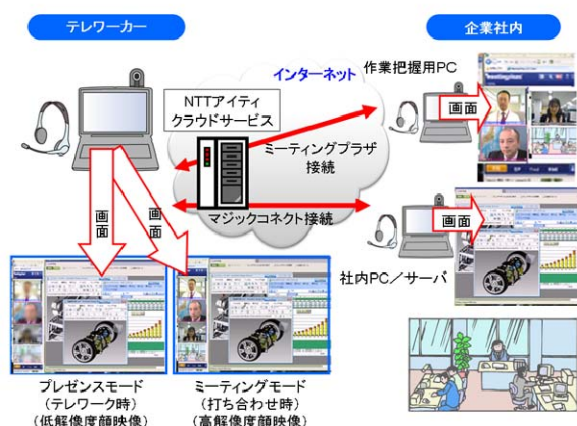 テレワーカー
企業社内
インターネット
作業把握用PC
NTTアイティ
クラウドサービス
画面
ミーティングプラザ
接続
マジックコネクト接続
画面
社内PC/サーバ
画面
画面
プレゼンスモード
(テレワーク時)
(低解像度顔映像)
ミーティングモード
(打ち合わせ時)
(高解像度顔映像)